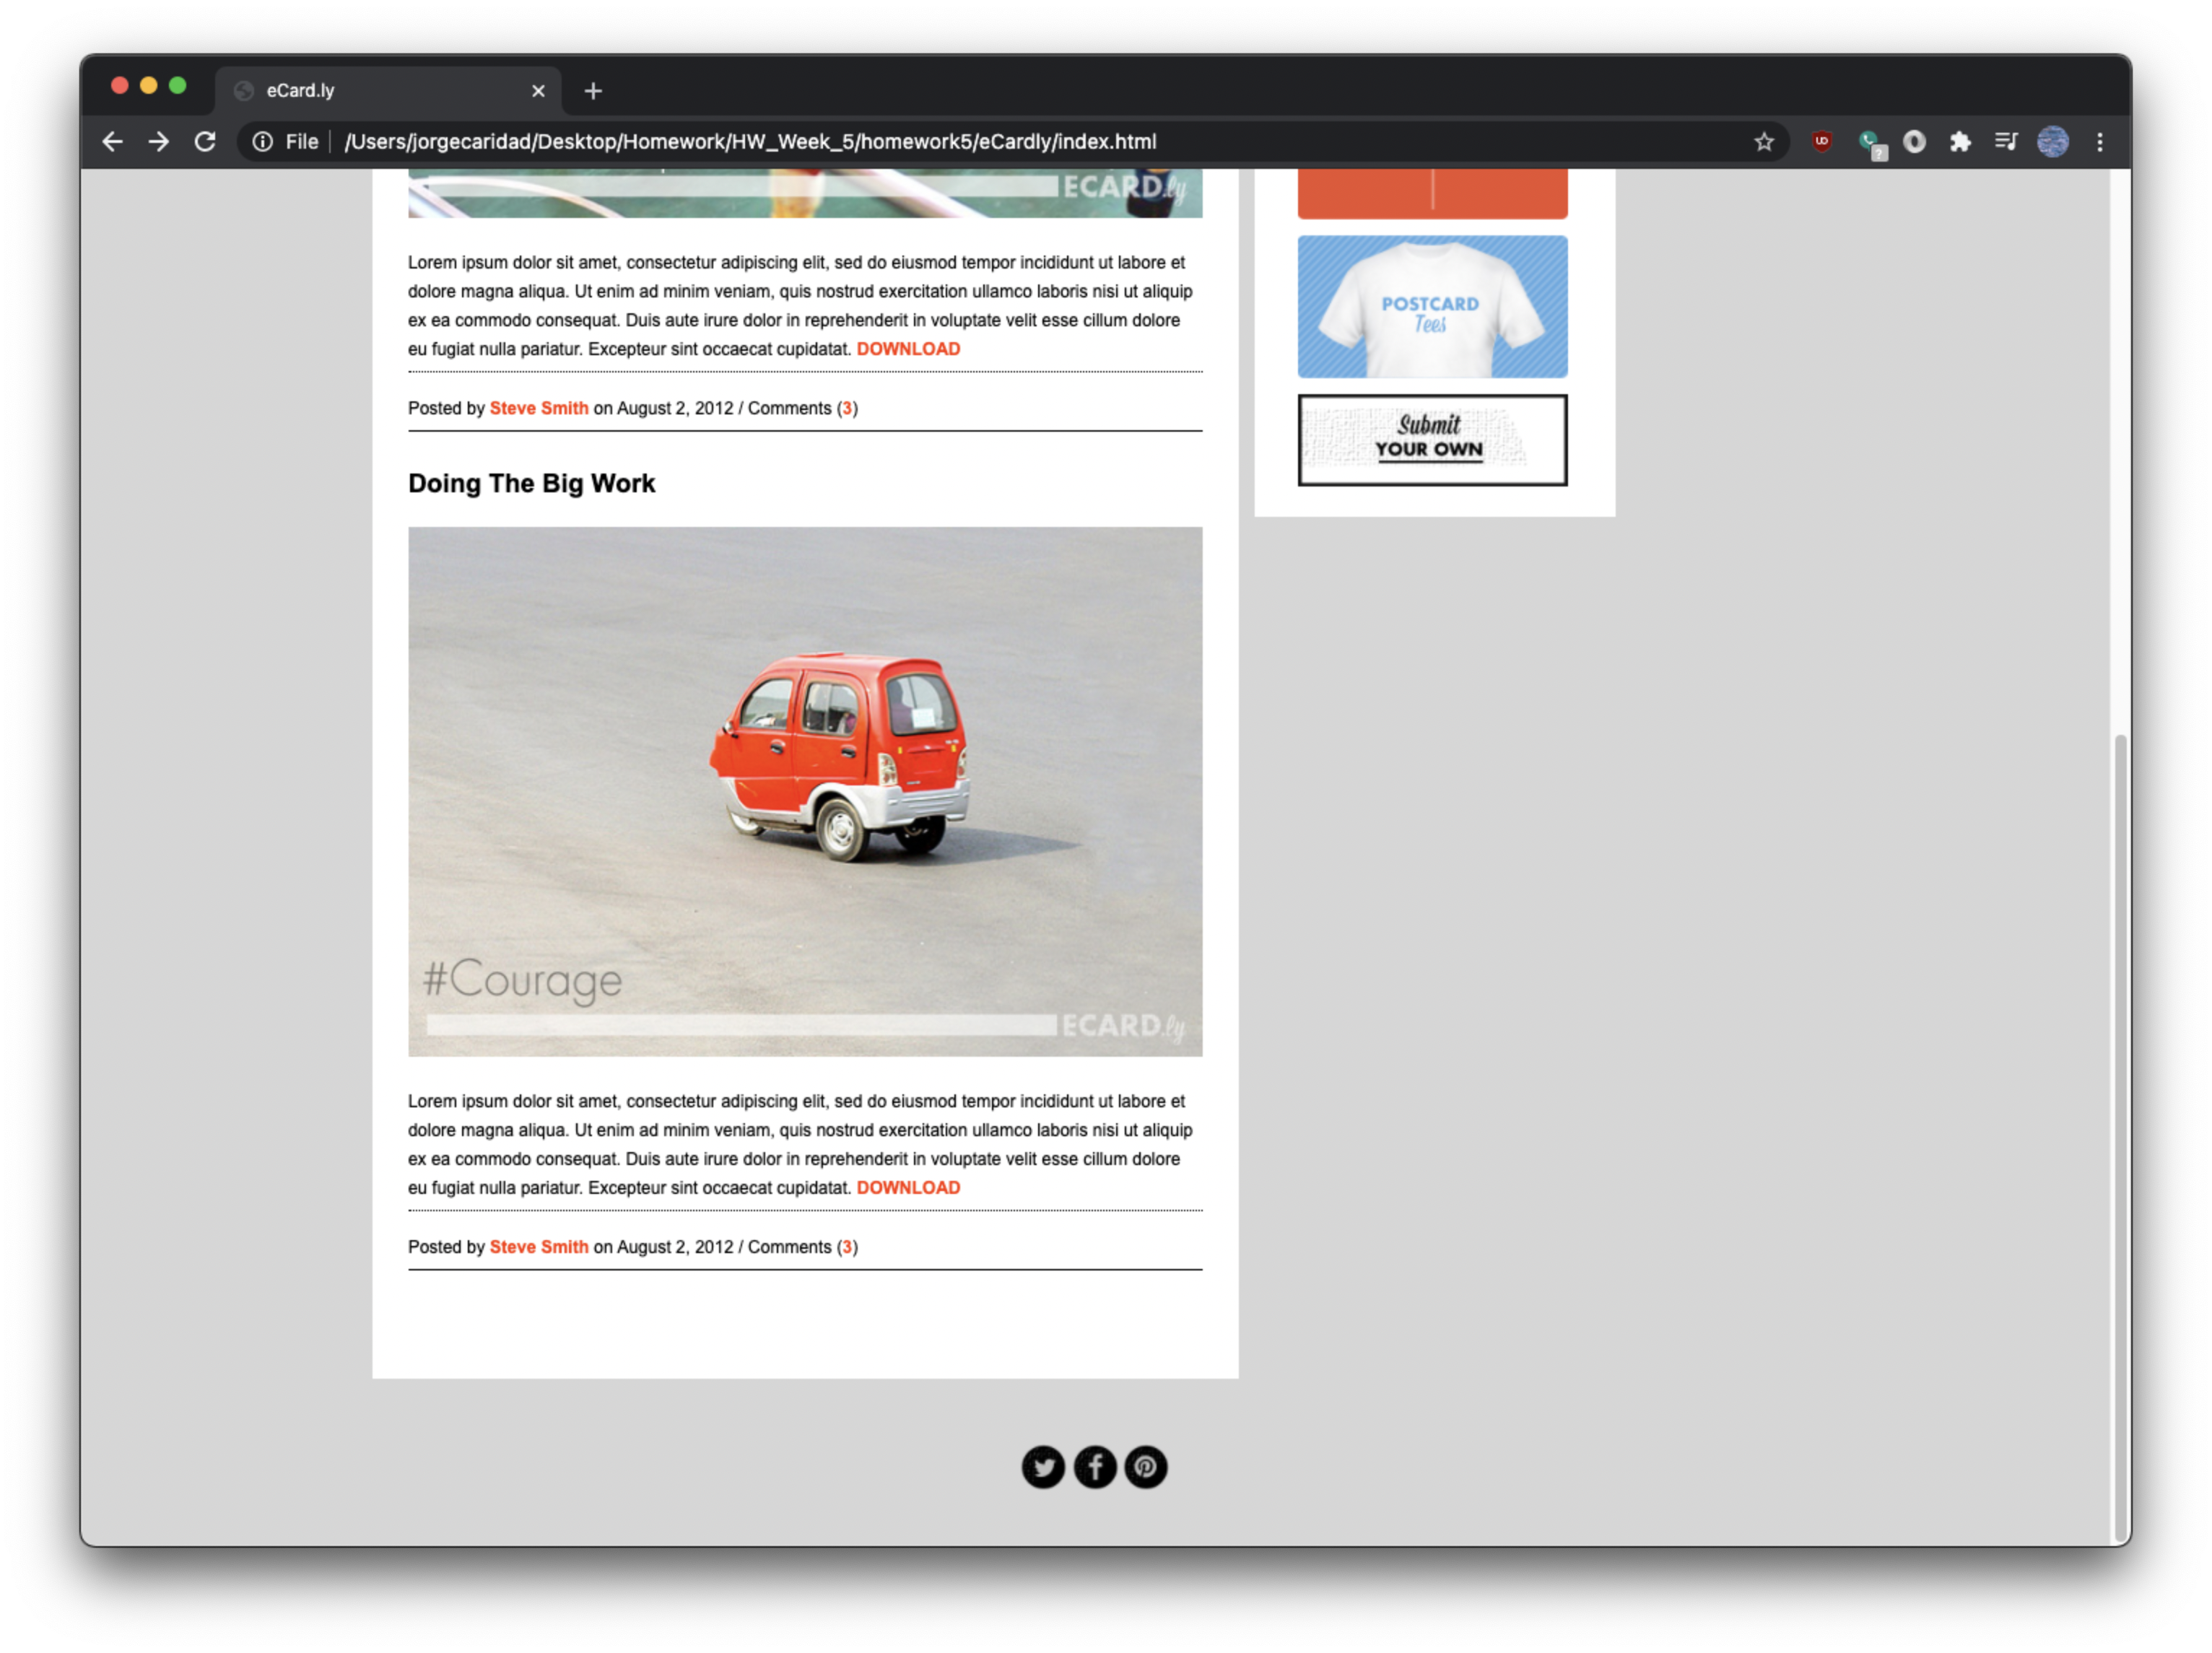 eCard.ly
File
/Users/jorgecaridad/Desktop/Homework/HW_Week_5/homework5/eCardly/index.html
ECARD.ly
Lorem ipsum dolor sit amet, consectetur adipiscing elit, sed do eiusmod tempor incididunt ut labore et
dolore magna aliqua. Ut enim ad minim veniam, quis nostrud exercitation ullamco laboris nisi ut aliquip
ex ea commodo consequat. Duis aute irure dolor in reprehenderit in voluptate velit esse cillum dolore
eu fugiat nulla pariatur. Excepteur sint occaecat cupidatat. DOWNLOAD
Posted by Steve Smith on August 2, 2012 / Comments (3)
Doing The Big Work
#Courage
ECARD.ly
Lorem ipsum dolor sit amet, consectetur adipiscing elit, sed do eiusmod tempor incididunt ut labore et
dolore magna aliqua. Ut enim ad minim veniam, quis nostrud exercitation ullamco laboris nisi ut aliquip
ex ea commodo consequat. Duis aute irure dolor in reprehenderit in voluptate velit esse cillum dolore
eu fugiat nulla pariatur. Excepteur sint occaecat cupidatat. DOWNLOAD
Posted by Steve Smith on August 2, 2012 / Comments (3)
POSTCARD
Tees
Submit
YOUR OWN